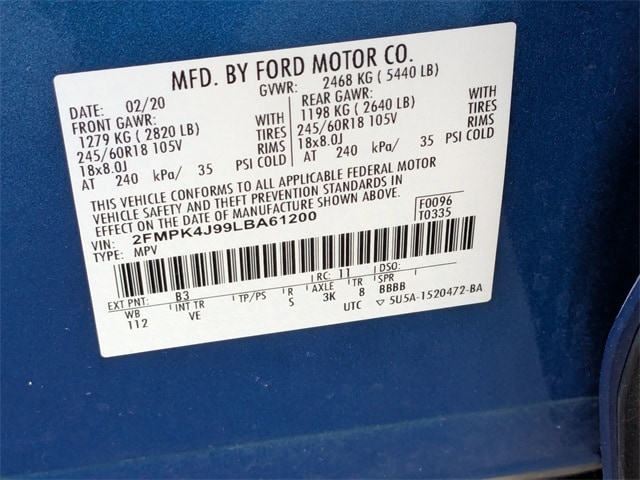 MFD. BY FORD MOTOR CO.
DATE: 02/20 GVWR: 2468 KG ( 5440 LB)
FRONT GAWR: REAR GAWR: WITH
1279 KG ( 2820 LB) WITH 1198 KG ( 2640 LB) TIRES
245/60R18 105V TIRES 245/60R18 105V RIMS
18x8.0J RIMS 18x8.0J
AT 240 kPa/ 35 PSI COLD AT 240 kPa/ 35 PSI COLD
THIS VEHICLE CONFORMS TO ALL APPLICABLE FEDERAL MOTOR
VEHICLE SAFETY AND THEFT PREVENTION STANDARDS IN
EFFECT ON THE DATE OF MANUFACTURE SHOWN ABOVE.
VIN: 2FMPK4J99LBA61200 F0096
TYPE: MPV T0335
EXT PNT: B3 RC: 11 DSO:
WB INT TR TP/PS R AXLE TR SPR
112 VE S 3K 8 BBBB
UTC ▽ 5U5A-1520472-BA